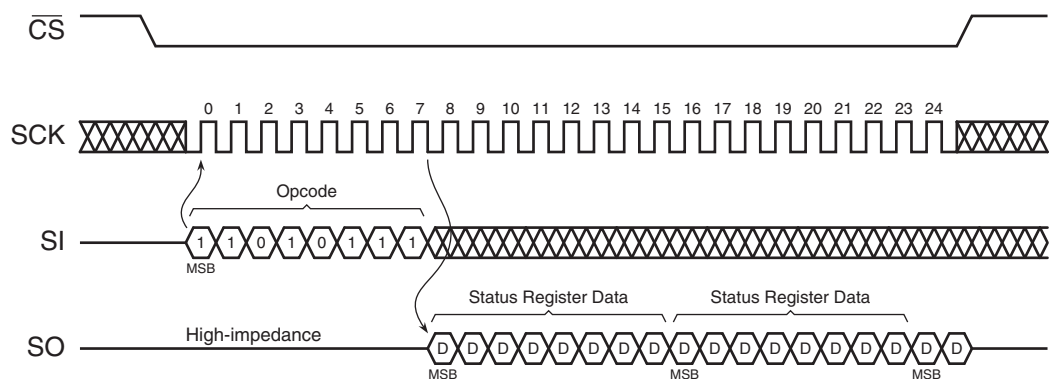 CS
0 1 2 3 4 5 6 7 8 9 10 11 12 13 14 15 16 17 18 19 20 21 22 23 24
SCK
Opcode
SI 1 1 0 1 0 1 1 1
MSB
Status Register Data Status Register Data
High-impedance
SO D D D D D D D D D D D D D D D D D D
MSB MSB MSB